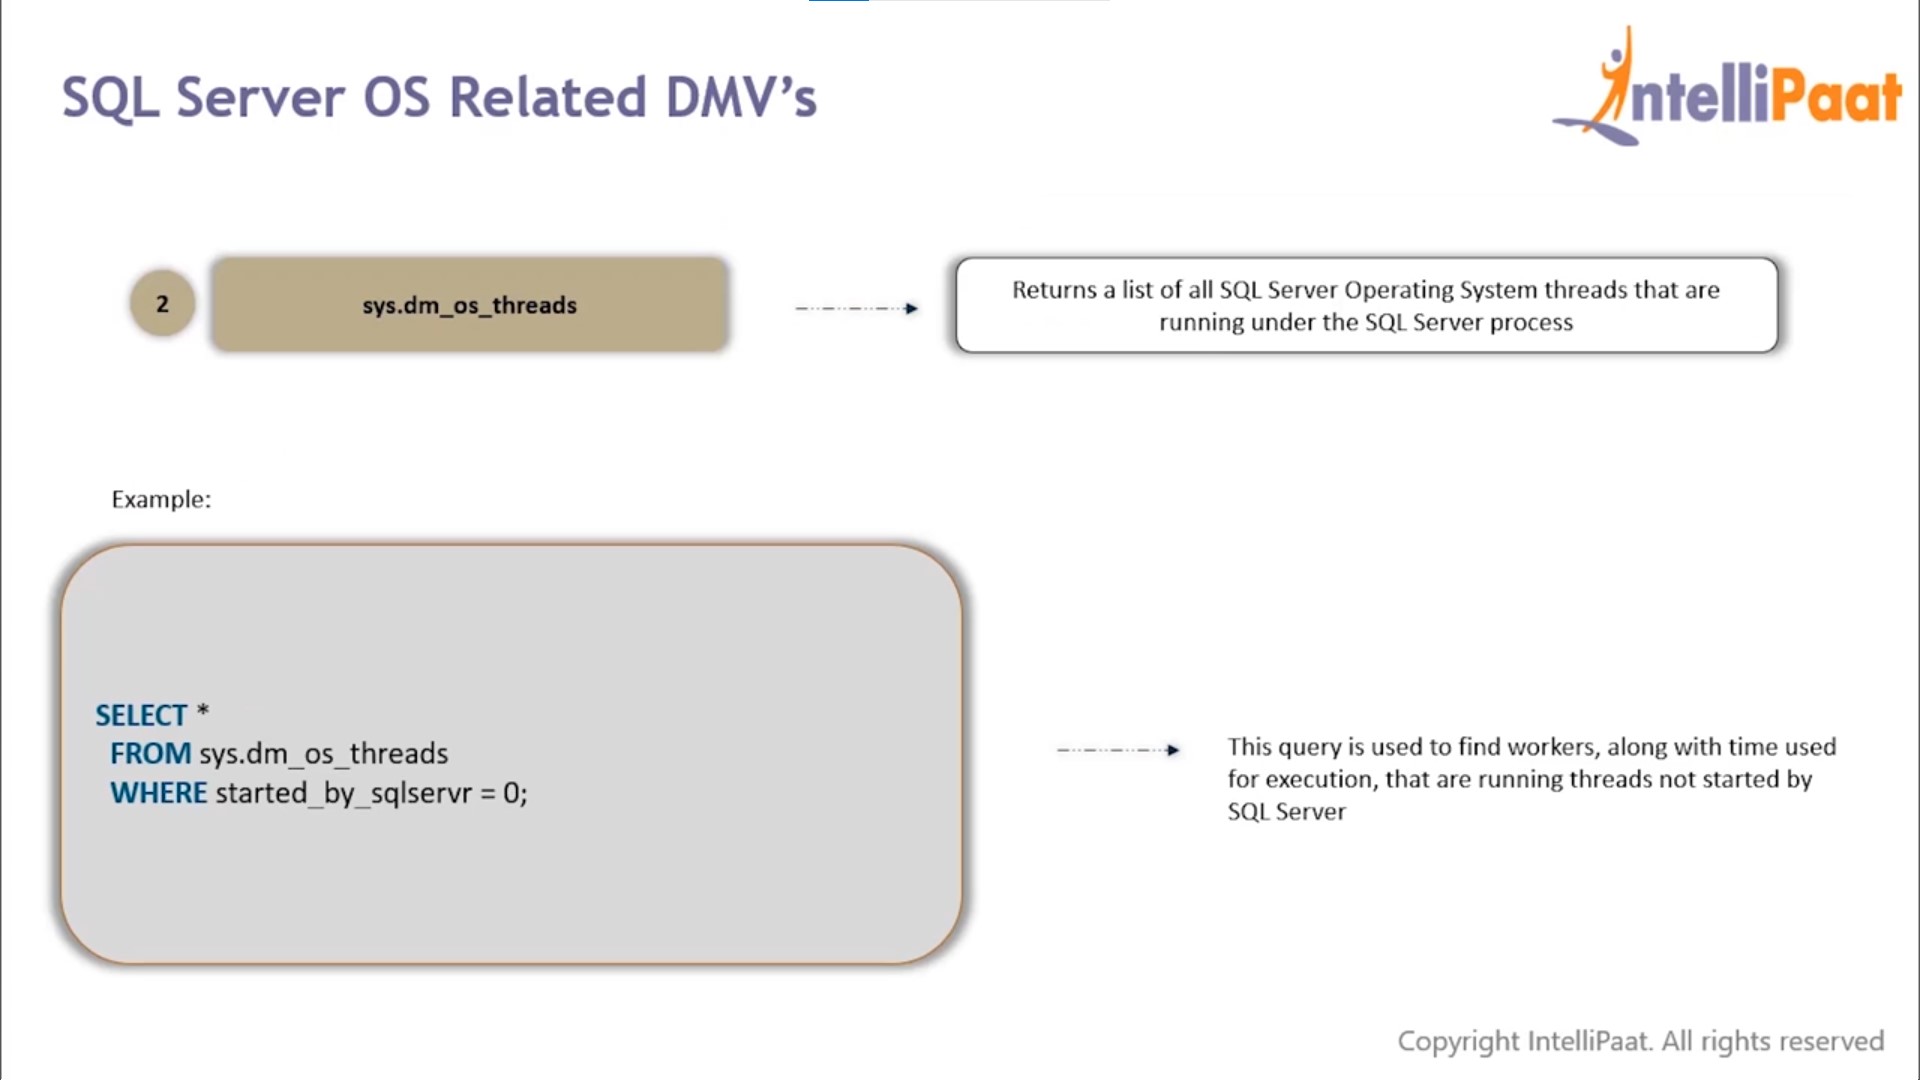 SQL Server OS Related DMV’s
IntelliPaat
2
sys.dm_os_threads
Returns a list of all SQL Server Operating System threads that are
running under the SQL Server process
Example:
SELECT *
FROM sys.dm_os_threads
WHERE started_by_sqlservr = 0;
This query is used to find workers, along with time used
for execution, that are running threads not started by
SQL Server
Copyright IntelliPaat. All rights reserved